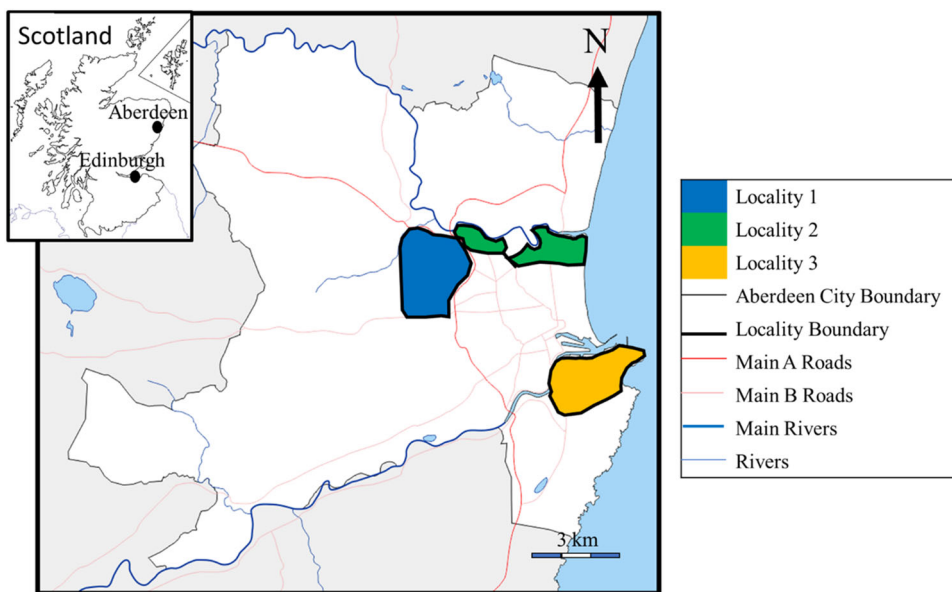 Scotland
Aberdeen
Edinburgh
N
3 km
Locality 1
Locality 2
Locality 3
Aberdeen City Boundary
Locality Boundary
Main A Roads
Main B Roads
Main Rivers
Rivers